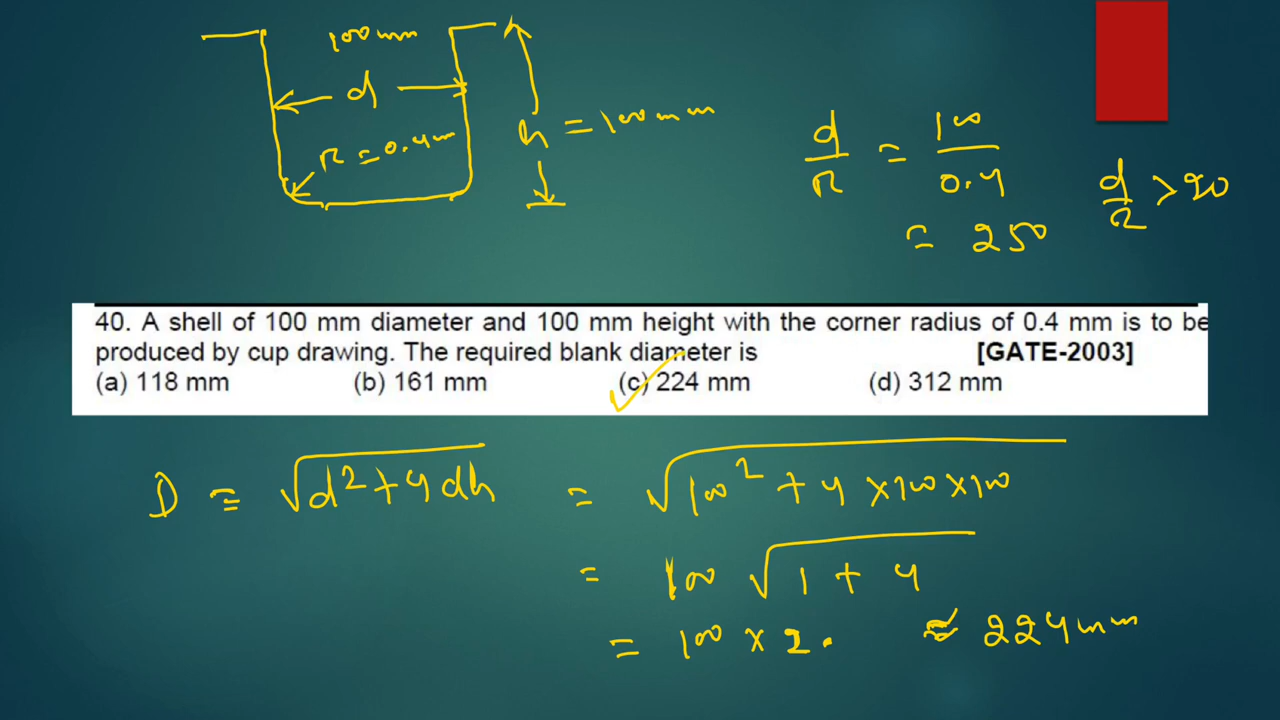 100 mm
d
r = 0.4 m
h = 100 mm
d/r = 100/0.4
d/r > 20
= 250
40. A shell of 100 mm diameter and 100 mm height with the corner radius of 0.4 mm is to be
produced by cup drawing. The required blank diameter is [GATE-2003]
(a) 118 mm (b) 161 mm (c) 224 mm (d) 312 mm
D = √d² + 4dh = √100² + 4 × 100 × 100
= 100 √1 + 4
= 100 × 2. ≈ 224 mm